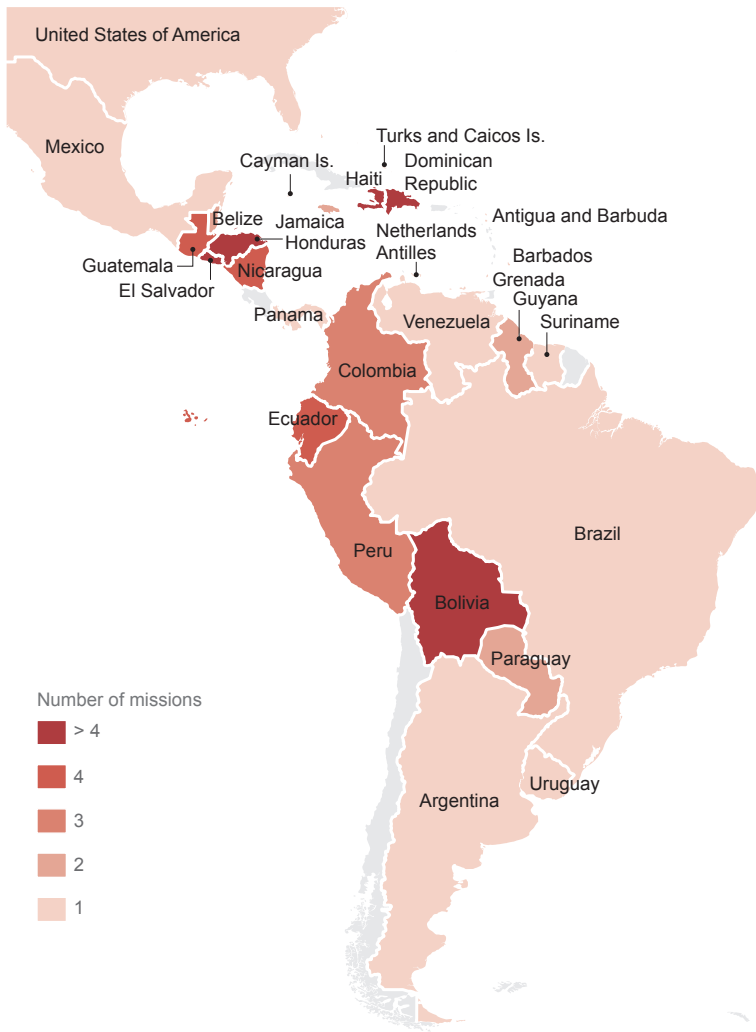 United States of America
Mexico
Turks and Caicos Is.
Cayman Is.
Haiti
Dominican
Republic
Belize
Jamaica
Honduras
Netherlands
Antilles
Antigua and Barbuda
Guatemala
Nicaragua
El Salvador
Barbados
Grenada
Guyana
Suriname
Panama
Venezuela
Colombia
Ecuador
Brazil
Peru
Bolivia
Paraguay
Uruguay
Argentina
Number of missions
> 4
4
3
2
1